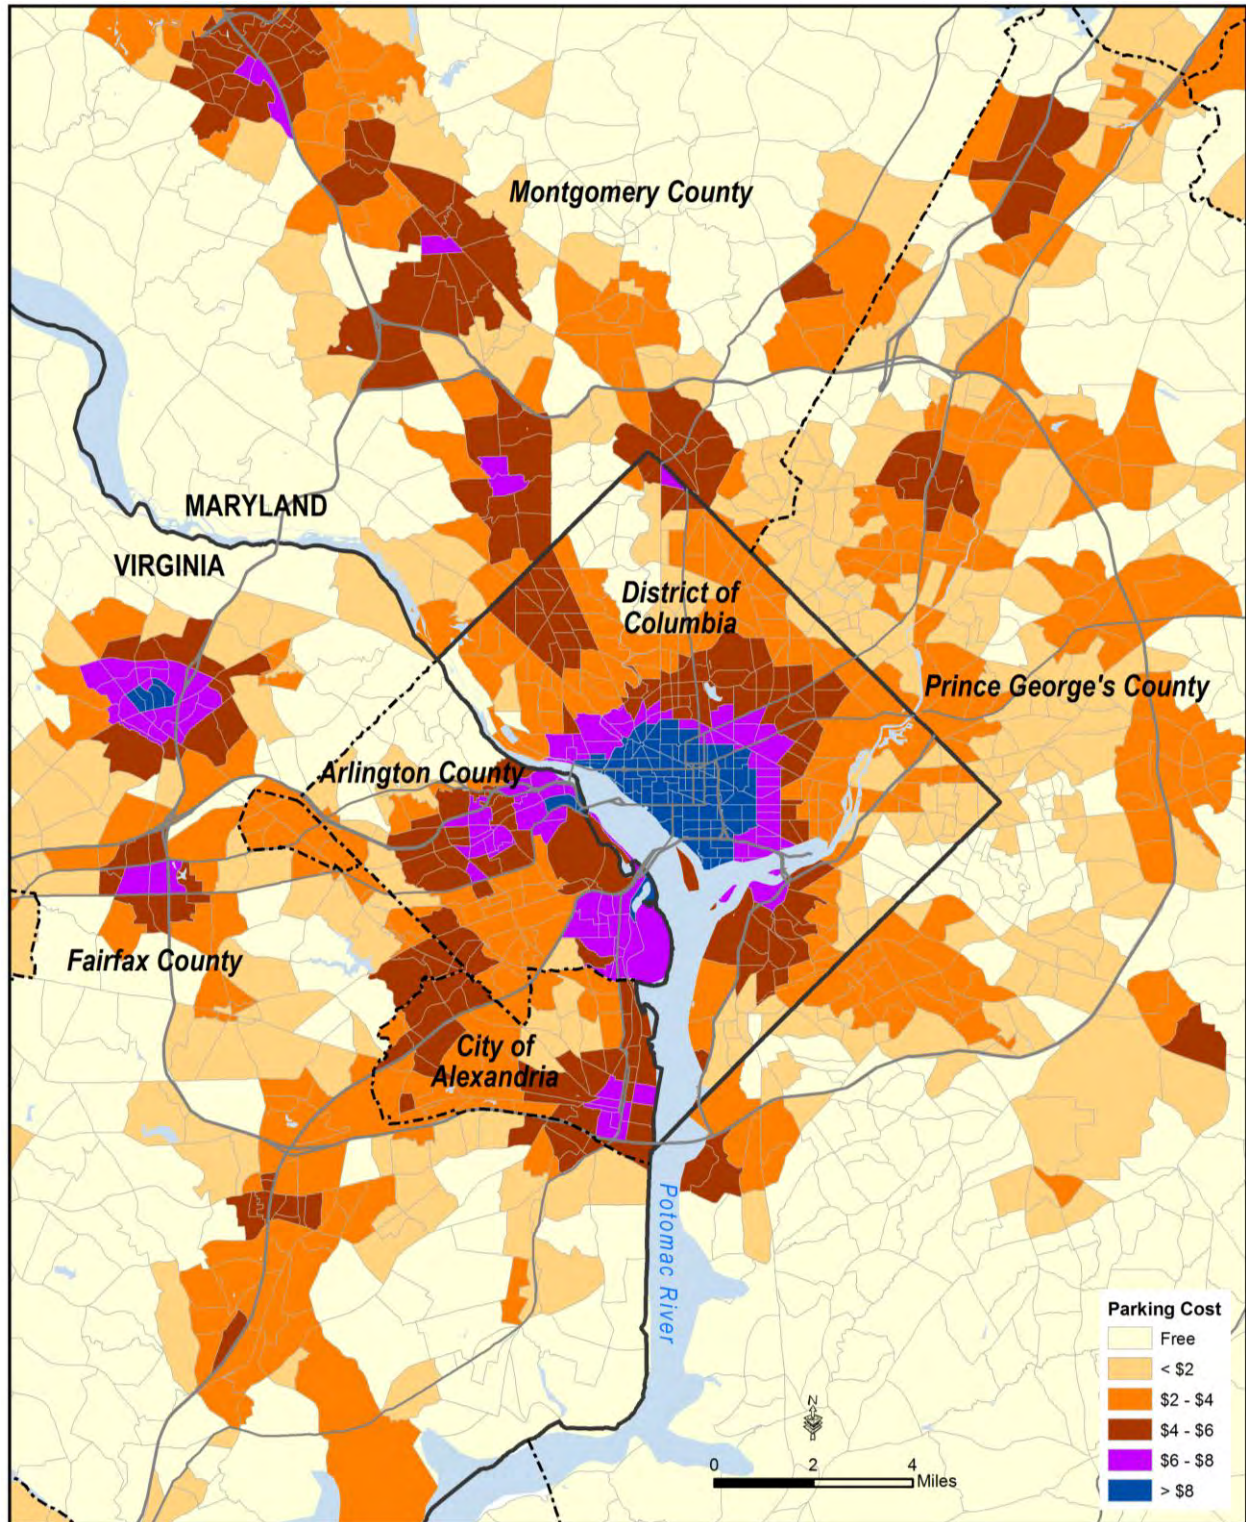 Montgomery County
MARYLAND
VIRGINIA
District of
Columbia
Prince George's County
Arlington County
Fairfax County
City of
Alexandria
Potomac River
Parking Cost
Free
< $2
$2 - $4
$4 - $6
$6 - $8
> $8
N
0 2 4
Miles